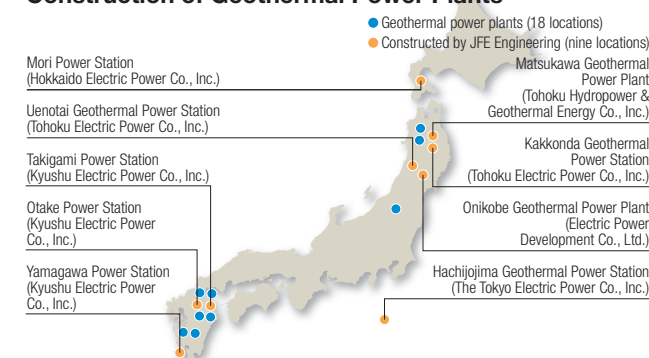 Construction of Geothermal Power Plants
Geothermal power plants (18 locations)
Constructed by JFE Engineering (nine locations)
Mori Power Station
(Hokkaido Electric Power Co., Inc.)
Uenotai Geothermal Power Station
(Tohoku Electric Power Co., Inc.)
Takigami Power Station
(Kyushu Electric Power Co., Inc.)
Otake Power Station
(Kyushu Electric Power
Co., Inc.)
Yamagawa Power Station
(Kyushu Electric Power
Co., Inc.)
Matsukawa Geothermal
Power Plant
(Tohoku Hydropower &
Geothermal Energy Co., Inc.)
Kakkonda Geothermal
Power Station
(Tohoku Electric Power Co., Inc.)
Onikobe Geothermal Power Plant
(Electric Power
Development Co., Ltd.)
Hachijojima Geothermal Power Station
(The Tokyo Electric Power Co., Inc.)